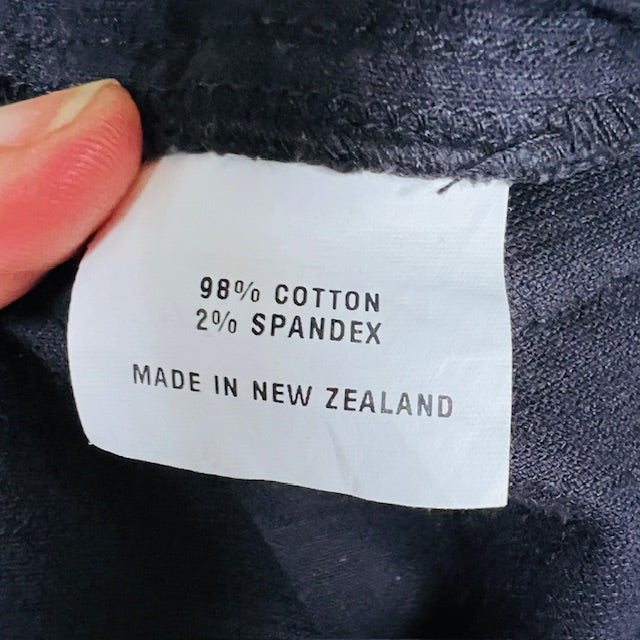 98% COTTON
2% SPANDEX
MADE IN NEW ZEALAND